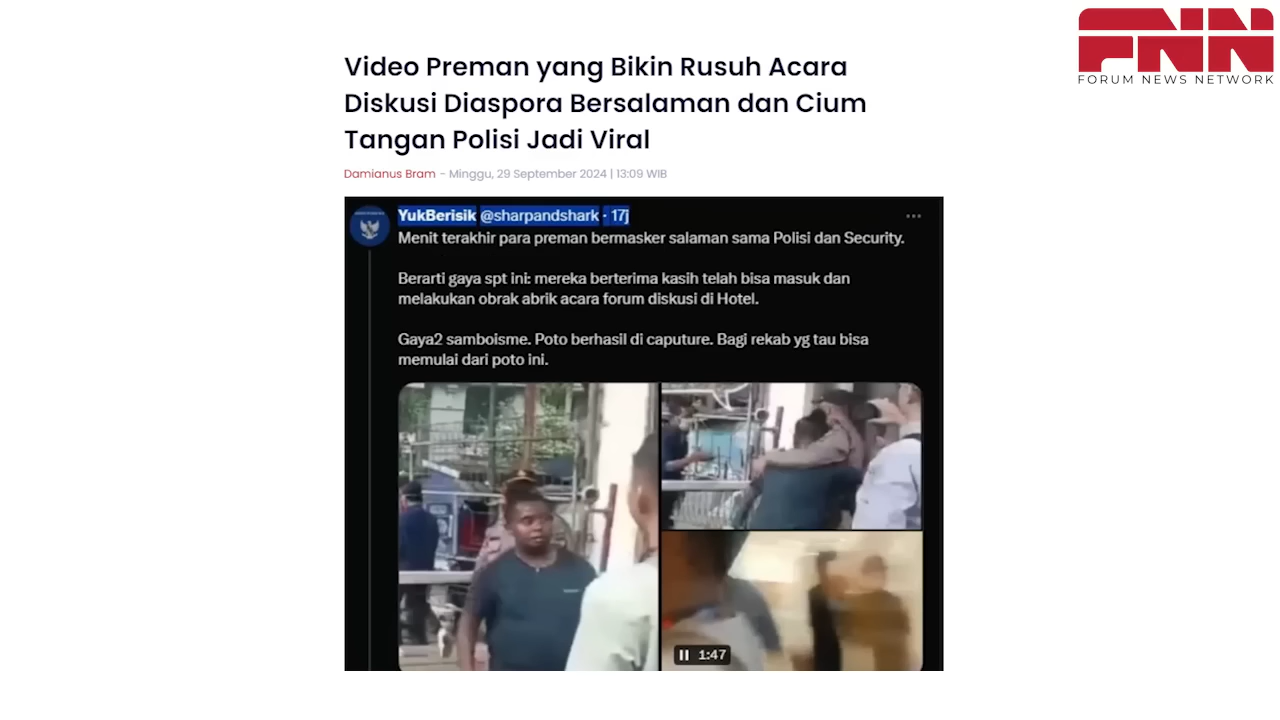 FNN
FORUM NEWS NETWORK
Video Preman yang Bikin Rusuh Acara
Diskusi Diaspora Bersalaman dan Cium
Tangan Polisi Jadi Viral
Damianus Bram - Minggu, 29 September 2024 | 13:09 WIB
YukBerisik @sharpandshark · 17j
Menit terakhir para preman bermasker salaman sama Polisi dan Security.
Berarti gaya spt ini: mereka berterima kasih telah bisa masuk dan
melakukan obrak abrik acara forum diskusi di Hotel.
Gaya2 samboisme. Poto berhasil di caputure. Bagi rekab yg tau bisa
memulai dari poto ini.
1:47